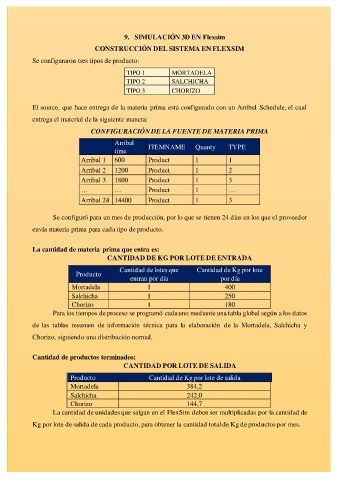 9. SIMULACIÓN 3D EN Flexsim
CONSTRUCCIÓN DEL SISTEMA EN FLEXSIM
Se configuraron tres tipos de producto:
TIPO 1 MORTADELA
TIPO 2 SALCHICHA
TIPO 3 CHORIZO
El source, que hace entrega de la materia prima está configurado con un Arribal Schedule, el cual
entrega el material de la siguiente manera:
CONFIGURACIÓN DE LA FUENTE DE MATERIA PRIMA
Arribal time ITEMNAME Quanty TYPE
Arribal 1 600 Product 1 1
Arribal 2 1200 Product 1 2
Arribal 3 1800 Product 1 3
… … Product 1 …
Arribal 24 14400 Product 1 3
Se configuró para un mes de producción, por lo que se tienen 24 días en los que el proveedor
envía materia prima para cada tipo de producto.
La cantidad de materia prima que entra es:
CANTIDAD DE KG POR LOTE DE ENTRADA
Producto Cantidad de lotes que entran por día Cantidad de Kg por lote por día
Mortadela 1 400
Salchicha 1 250
Chorizo 1 180
Para los tiempos de proceso se programó cada uno mediante una tabla global según a los datos
de las tablas resumen de información técnica para la elaboración de la Mortadela, Salchicha y
Chorizo, siguiendo una distribución normal.
Cantidad de productos terminados:
CANTIDAD POR LOTE DE SALIDA
Producto Cantidad de Kg por lote de salida
Mortadela 384,2
Salchicha 242,0
Chorizo 144,7
La cantidad de unidades que salgan en el FlexSim deben ser multiplicadas por la cantidad de
Kg por lote de salida de cada producto, para obtener la cantidad total de Kg de productos por mes.